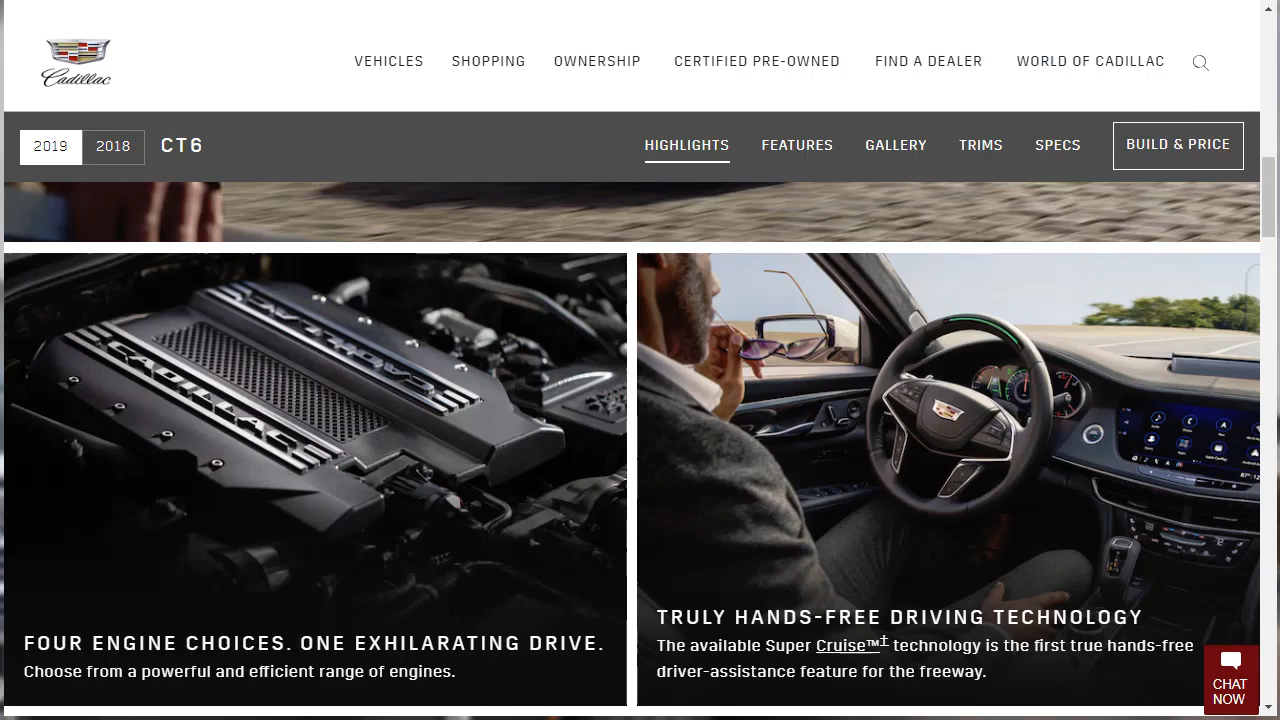 Cadillac
VEHICLES
SHOPPING
OWNERSHIP
CERTIFIED PRE-OWNED
FIND A DEALER
WORLD OF CADILLAC
2019
2018
CT6
HIGHLIGHTS
FEATURES
GALLERY
TRIMS
SPECS
BUILD & PRICE
CADILLAC
CADILLAC
FOUR ENGINE CHOICES. ONE EXHILARATING DRIVE.
Choose from a powerful and efficient range of engines.
TRULY HANDS-FREE DRIVING TECHNOLOGY
The available Super Cruise™† technology is the first true hands-free
driver-assistance feature for the freeway.
CHAT
NOW